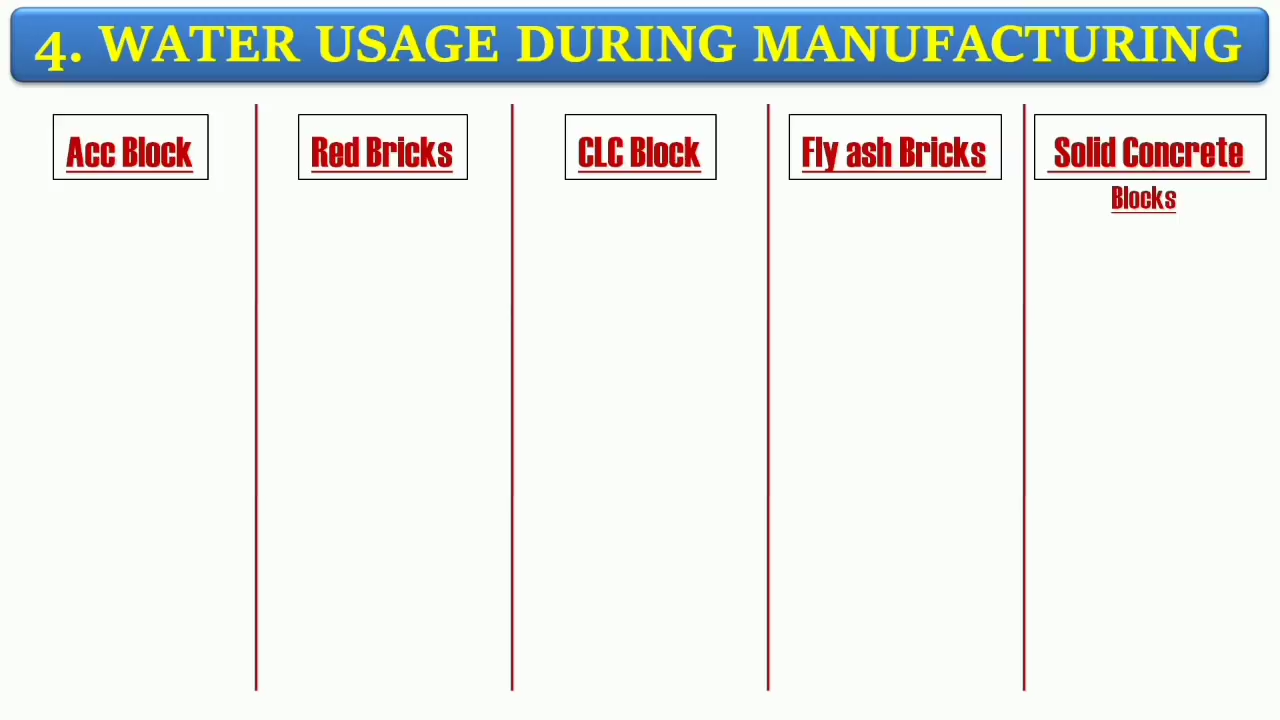 4. WATER USAGE DURING MANUFACTURING
Acc Block
Red Bricks
CLC Block
Fly ash Bricks
Solid Concrete
Blocks